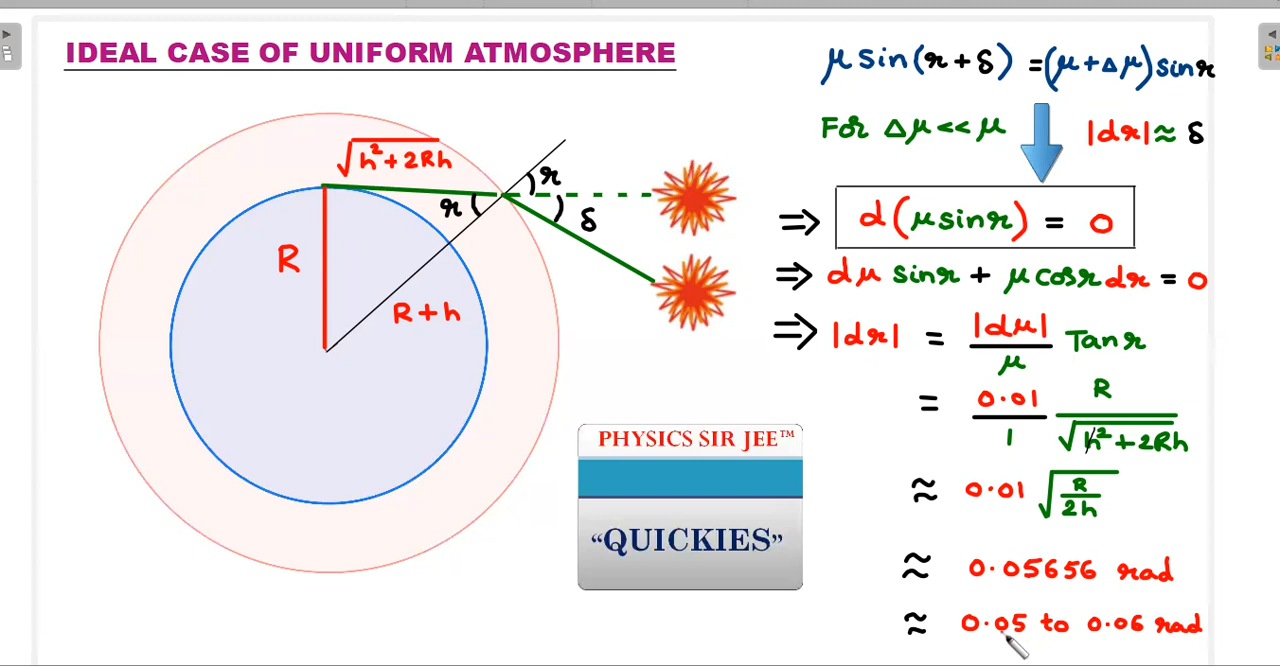 IDEAL CASE OF UNIFORM ATMOSPHERE
μ sin(r + δ) = (μ + Δμ) sin r
For Δμ << μ
|dr| ≈ δ
⇒ d(μ sin r) = 0
⇒ dμ sin r + μ cos r dr = 0
⇒ |dr| = |dμ|/μ Tan r
= 0.01/1 R/√(h² + 2Rh)
≈ 0.01 √(R/2h)
≈ 0.05656 rad
≈ 0.05 to 0.06 rad
√(h² + 2Rh)
r
r
δ
R
R + h
PHYSICS SIR JEE™
“QUICKIES”